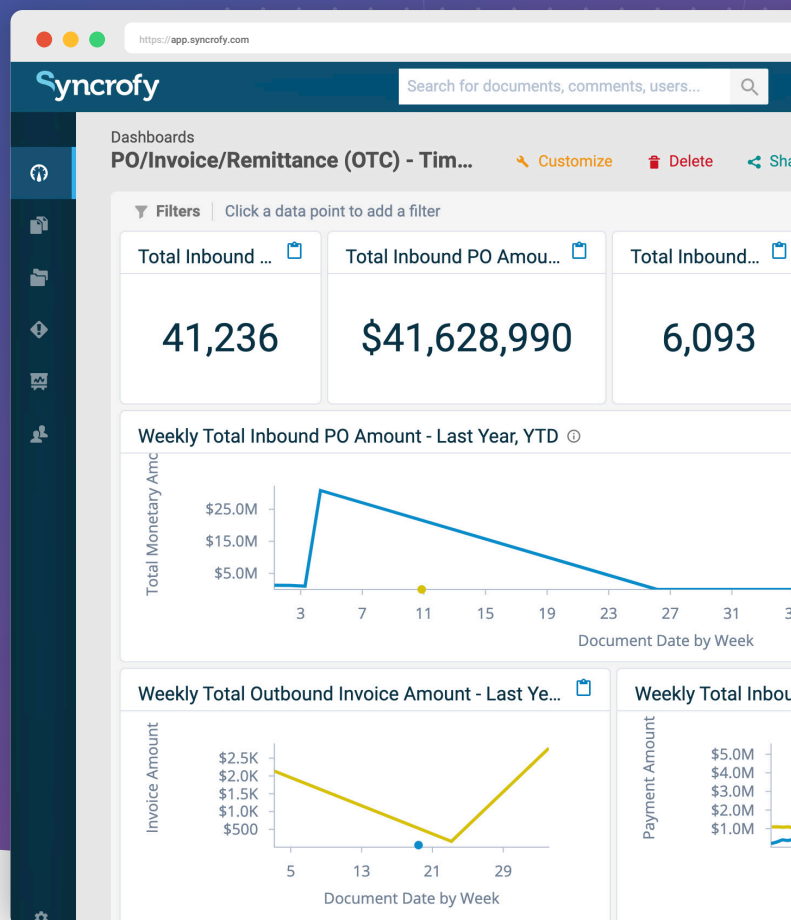 https://app.syncrofy.com
Syncrofy
Search for documents, comments, users...
Dashboards
PO/Invoice/Remittance (OTC) - Tim...
Customize
Delete
Sha
Filters
Click a data point to add a filter
Total Inbound ...
Total Inbound PO Amou...
Total Inbound...
41,236
$41,628,990
6,093
Weekly Total Inbound PO Amount - Last Year, YTD
Total Monetary Amo
$25.0M
$15.0M
$5.0M
3 7 11 15 19 23 27 31 3
Document Date by Week
Weekly Total Outbound Invoice Amount - Last Ye...
Invoice Amount
$2.5K
$2.0K
$1.5K
$1.0K
$500
5 13 21 29
Document Date by Week
Weekly Total Inbou
Payment Amount
$5.0M
$4.0M
$3.0M
$2.0M
$1.0M